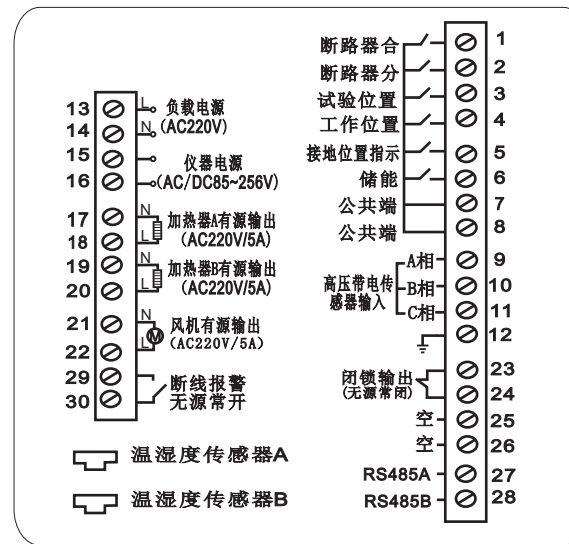 13 L 负载电源
14 N (AC220V)
15 仪器电源
16 (AC/DC85~256V)
17 N 加热器A有源输出
18 L (AC220V/5A)
19 N 加热器B有源输出
20 L (AC220V/5A)
21 N 风机有源输出
M
22 L (AC220V/5A)
29 断线报警
30 无源常开
温湿度传感器A
温湿度传感器B
断路器合 1
断路器分 2
试验位置 3
工作位置 4
接地位置指示 5
储能 6
公共端 7
公共端 8
A相 9
高压带电传
B相 10
感器输入
C相 11
12
闭锁输出 23
(无源常闭) 24
空 25
空 26
RS485A 27
RS485B 28